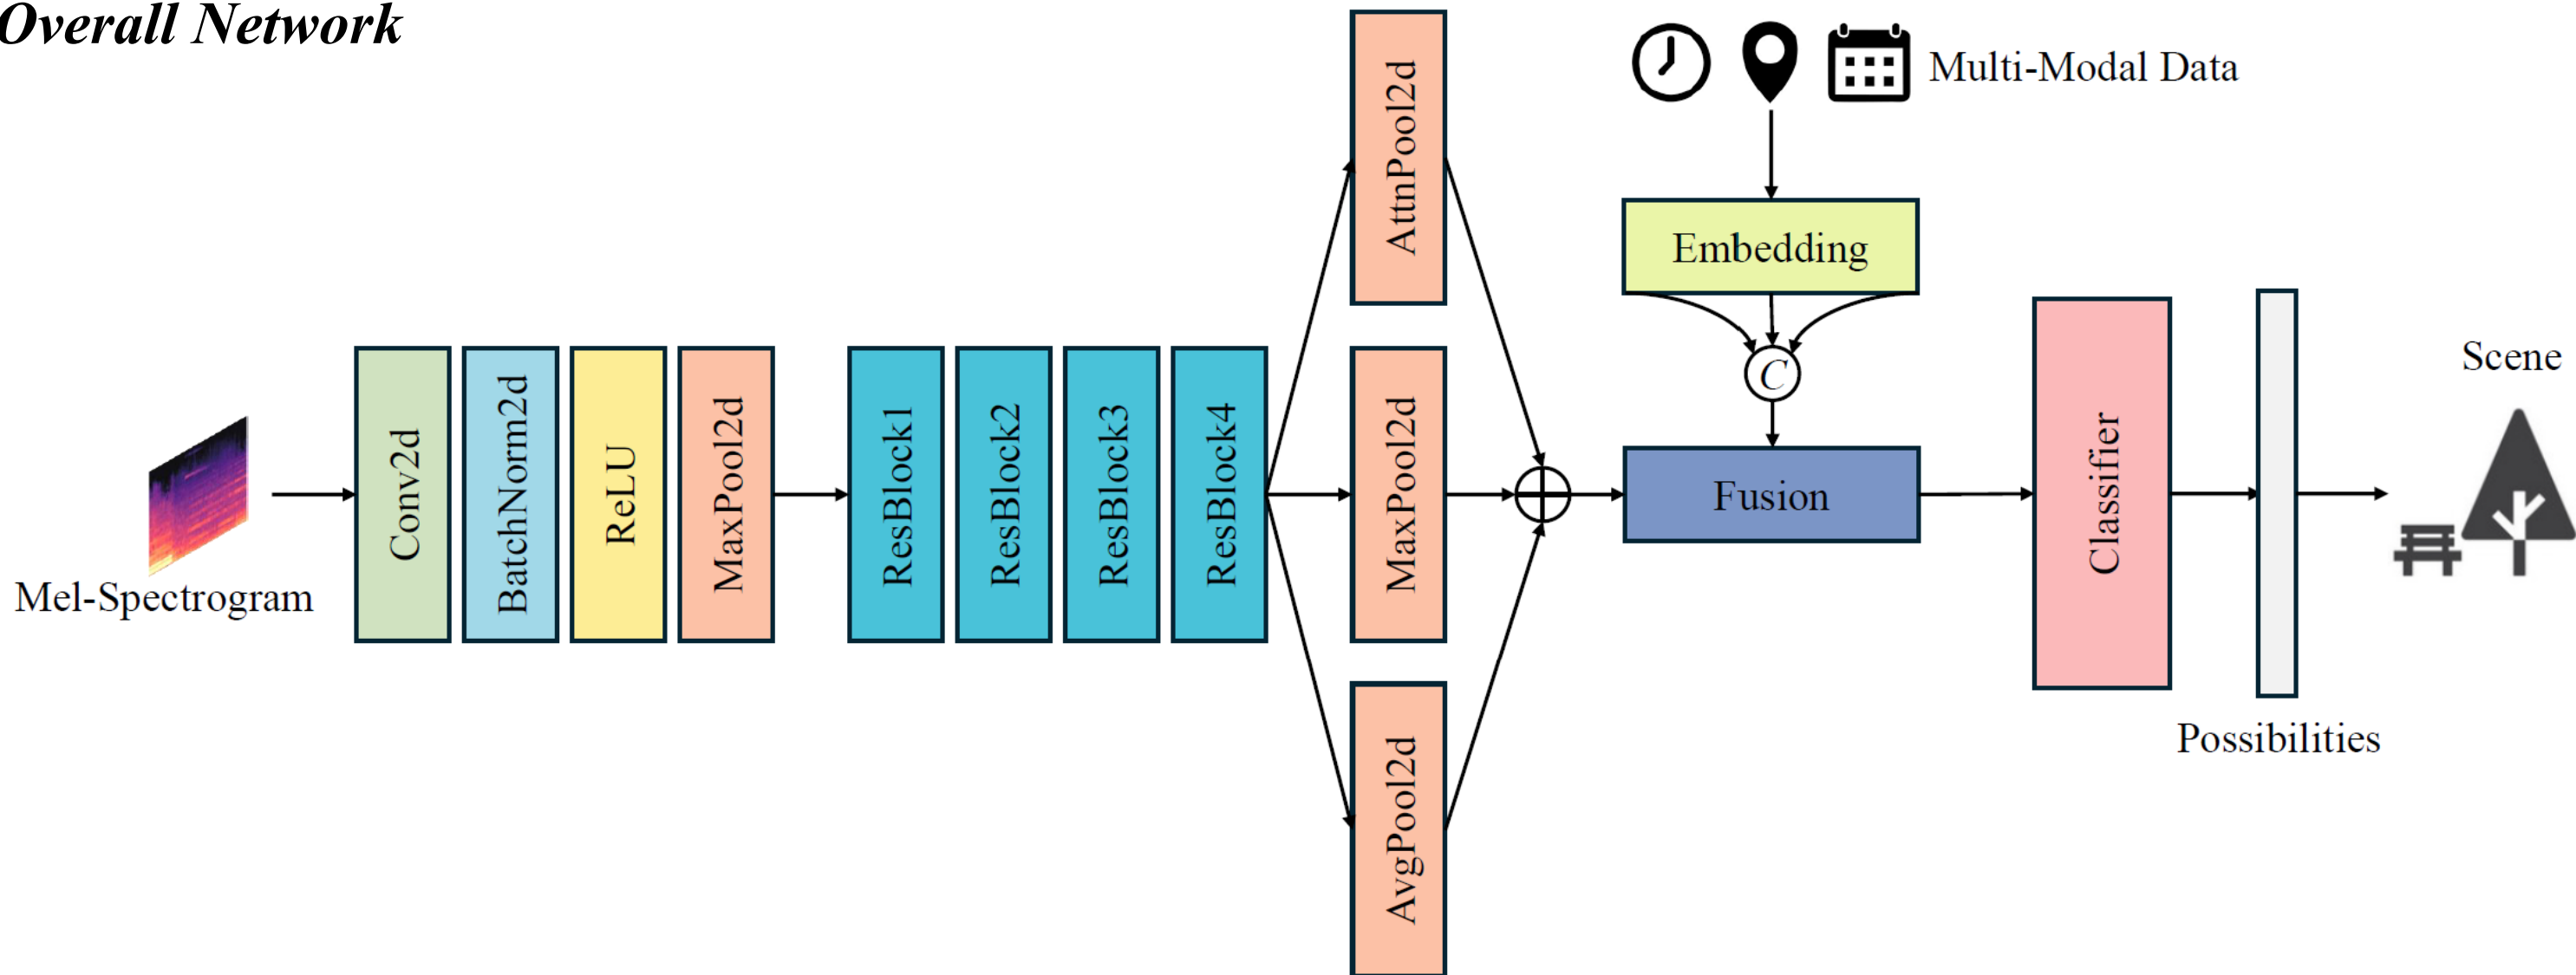 Overall Network
Mel-Spectrogram
Conv2d
BatchNorm2d
ReLU
MaxPool2d
ResBlock1
ResBlock2
ResBlock3
ResBlock4
AttnPool2d
MaxPool2d
AvgPool2d
Multi-Modal Data
Embedding
C
Fusion
Classifier
Possibilities
Scene